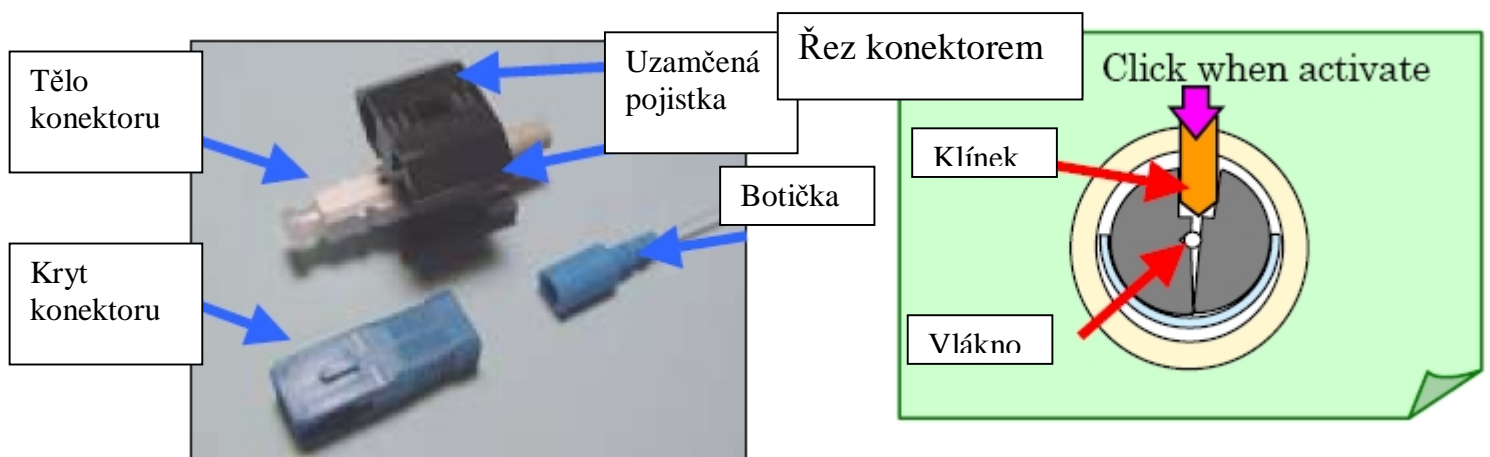 Tělo
konektoru
Kryt
konektoru
Uzamčená
pojistka
Botička
Řez konektorem
Click when activate
Klínek
Vlákno